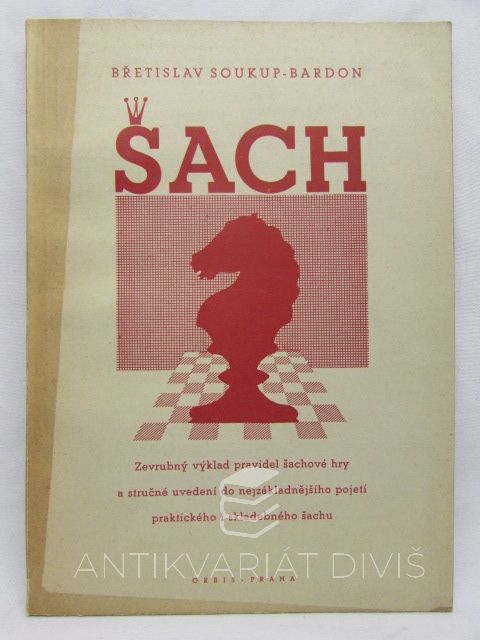 BŘETISLAV SOUKUP-BARDON
ŠACH
Zevrubný výklad pravidel šachové hry
a stručné uvedení do nejzákladnějšího pojetí
praktického i skladebného šachu
ANTIKVARIÁT DIVIŠ
ORBIS - PRAHA